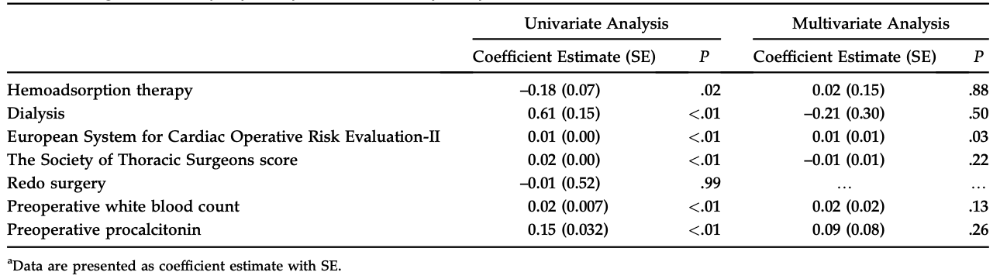 Univariate Analysis Multivariate Analysis
Coefficient Estimate (SE) P Coefficient Estimate (SE) P
Hemoadsorption therapy –0.18 (0.07) .02 0.02 (0.15) .88
Dialysis 0.61 (0.15) <.01 –0.21 (0.30) .50
European System for Cardiac Operative Risk Evaluation-II 0.01 (0.00) <.01 0.01 (0.01) .03
The Society of Thoracic Surgeons score 0.02 (0.00) <.01 –0.01 (0.01) .22
Redo surgery –0.01 (0.52) .99 … …
Preoperative white blood count 0.02 (0.007) <.01 0.02 (0.02) .13
Preoperative procalcitonin 0.15 (0.032) <.01 0.09 (0.08) .26
aData are presented as coefficient estimate with SE.